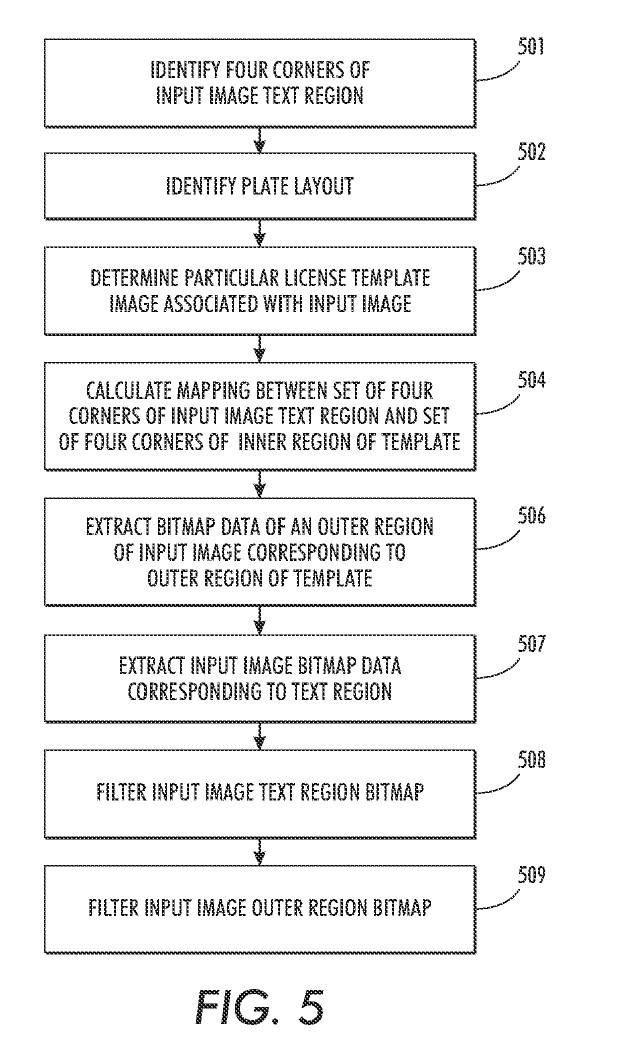 501
IDENTIFY FOUR CORNERS OF
INPUT IMAGE TEXT REGION
502
IDENTIFY PLATE LAYOUT
503
DETERMINE PARTICULAR LICENSE TEMPLATE
IMAGE ASSOCIATED WITH INPUT IMAGE
504
CALCULATE MAPPING BETWEEN SET OF FOUR
CORNERS OF INPUT IMAGE TEXT REGION AND SET
OF FOUR CORNERS OF INNER REGION OF TEMPLATE
506
EXTRACT BITMAP DATA OF AN OUTER REGION
OF INPUT IMAGE CORRESPONDING TO
OUTER REGION OF TEMPLATE
507
EXTRACT INPUT IMAGE BITMAP DATA
CORRESPONDING TO TEXT REGION
508
FILTER INPUT IMAGE TEXT REGION BITMAP
509
FILTER INPUT IMAGE OUTER REGION BITMAP
FIG. 5